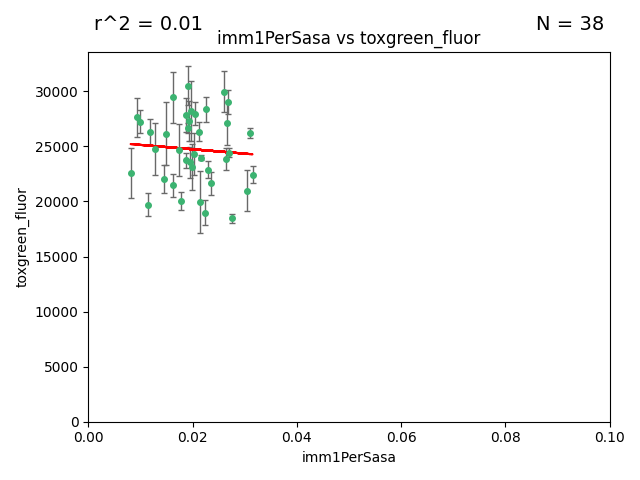 r^2 = 0.01
N = 38
imm1PerSasa vs toxgreen_fluor
toxgreen_fluor
30000
25000
20000
15000
10000
5000
0
0.00 0.02 0.04 0.06 0.08 0.10
imm1PerSasa